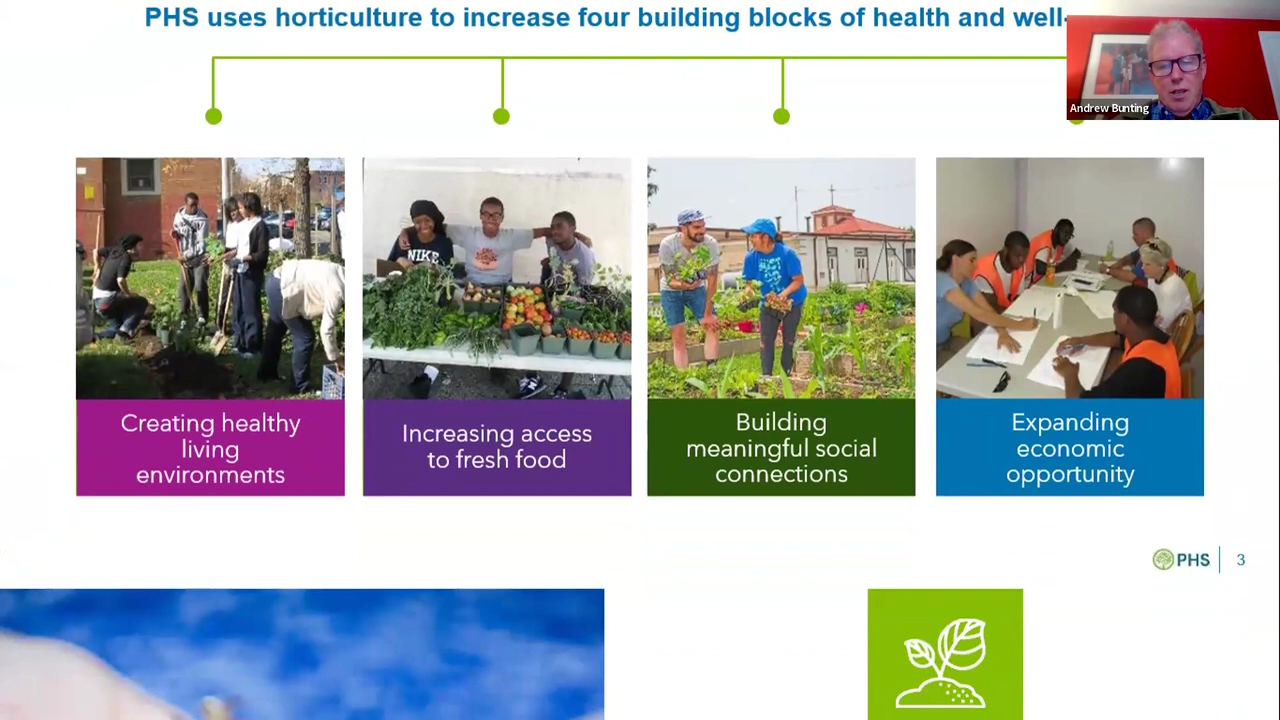 PHS uses horticulture to increase four building blocks of health and well-
Andrew Bunting
NIKE
Creating healthy
living
environments
Increasing access
to fresh food
Building
meaningful social
connections
Expanding
economic
opportunity
PHS
3